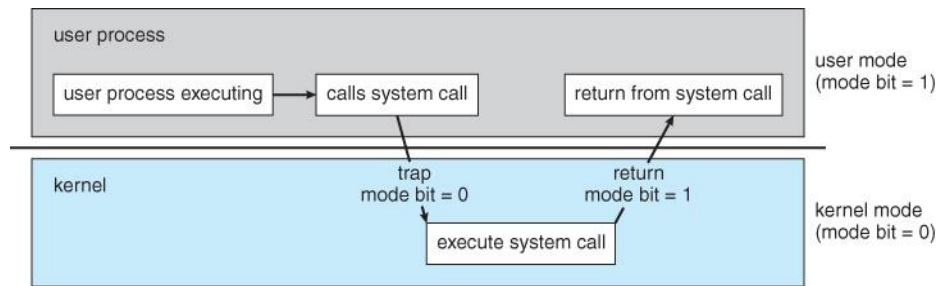 user process
user process executing
calls system call
return from system call
user mode
(mode bit = 1)
kernel
trap
mode bit = 0
return
mode bit = 1
execute system call
kernel mode
(mode bit = 0)